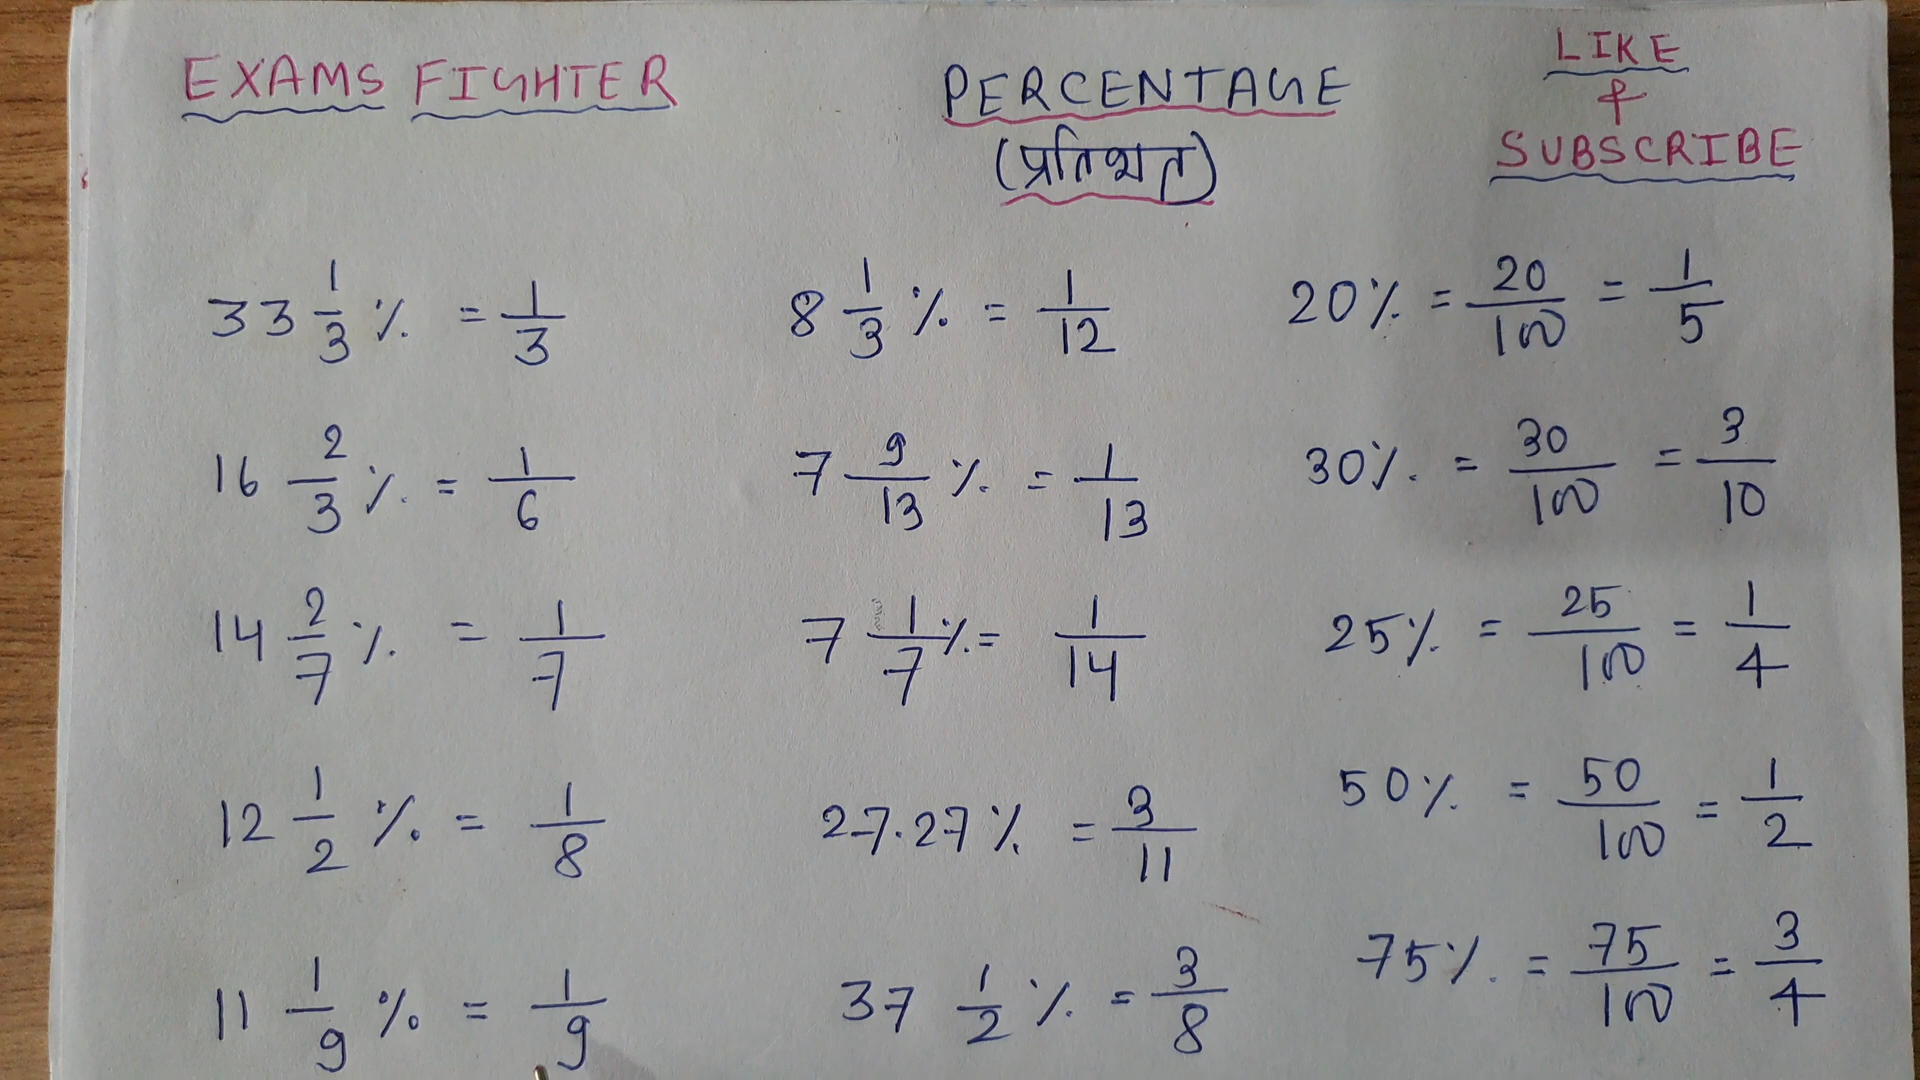 EXAMS FIGHTER
PERCENTAGE
(प्रतिशत)
LIKE
&
SUBSCRIBE
33 1/3 % = 1/3
16 2/3 % = 1/6
14 2/7 % = 1/7
12 1/2 % = 1/8
11 1/9 % = 1/9
8 1/3 % = 1/12
7 9/13 % = 1/13
7 1/7 % = 1/14
27.27 % = 3/11
37 1/2 % = 3/8
20% = 20/100 = 1/5
30% = 30/100 = 3/10
25% = 25/100 = 1/4
50% = 50/100 = 1/2
75% = 75/100 = 3/4